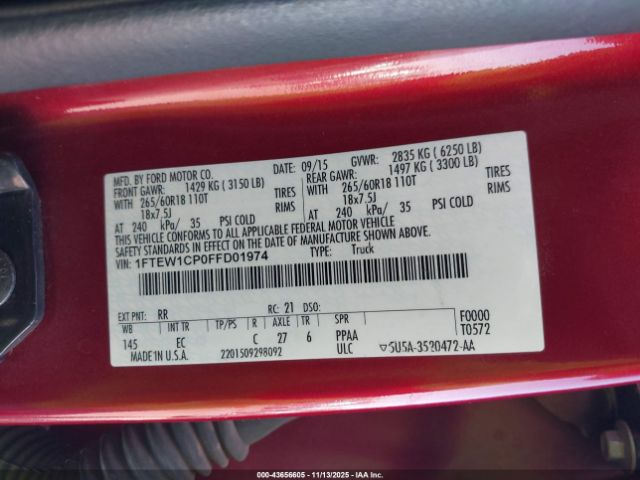 MFD. BY FORD MOTOR CO.
DATE: 09/15 GVWR: 2835 KG ( 6250 LB)
FRONT GAWR: 1429 KG ( 3150 LB)
REAR GAWR: 1497 KG ( 3300 LB)
WITH 265/60R18 110T TIRES
WITH 265/60R18 110T TIRES
18x7.5J RIMS
18x7.5J RIMS
AT 240 kPa/ 35 PSI COLD
AT 240 kPa/ 35 PSI COLD
THIS VEHICLE CONFORMS TO ALL APPLICABLE FEDERAL MOTOR VEHICLE
SAFETY STANDARDS IN EFFECT ON THE DATE OF MANUFACTURE SHOWN ABOVE.
VIN: 1FTEW1CP0FFD01974 TYPE: Truck
EXT PNT: RR RC: 21 DSO:
WB INT TR TP/PS R AXLE TR SPR
145 EC C 27 6 PPAA
MADE IN U.S.A. 2201509298092 ULC
F0000
T0572
▽5U5A-3520472-AA
000-43656605 - 11/13/2025 - IAA Inc.